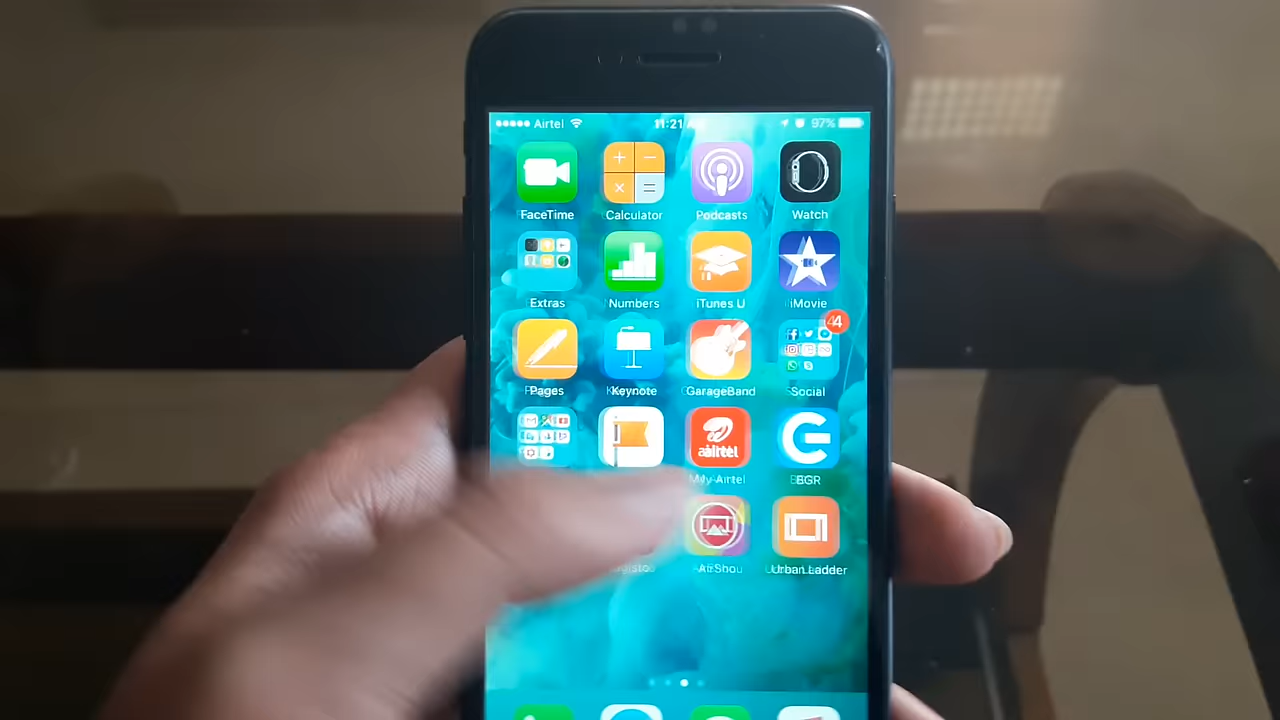 Airtel 11:21 97%
FaceTime Calculator Podcasts Watch
Extras Numbers iTunes U iMovie
4
Pages Keynote GarageBand Social
airtel
My Airtel BGR
AirShou Urban Ladder